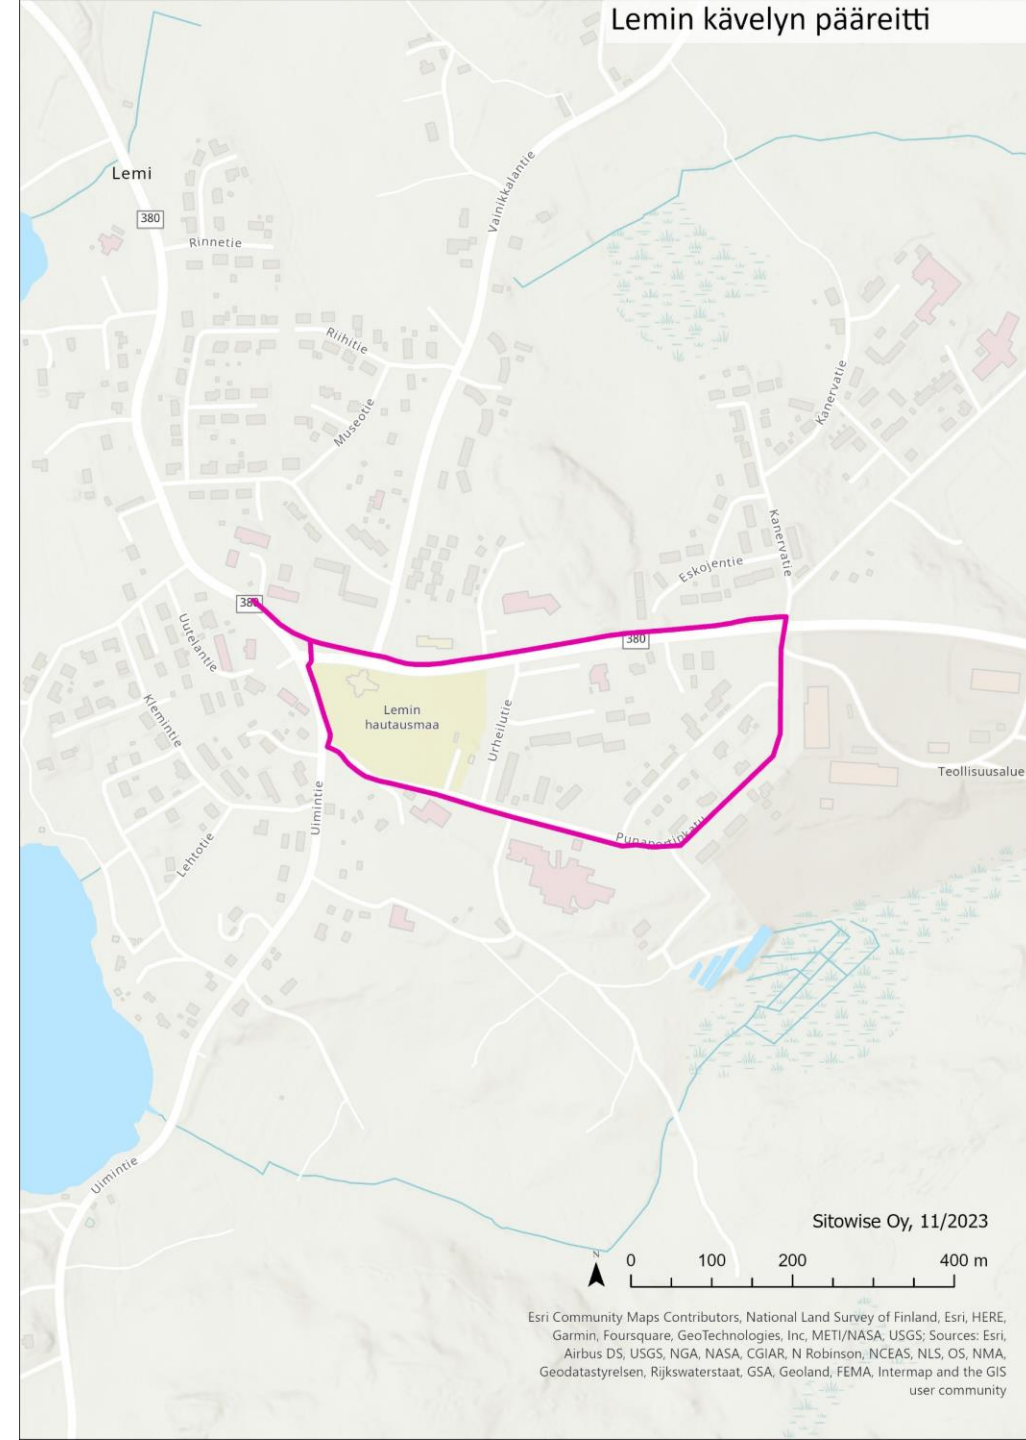 Lemin kävelyn pääreitti
Lemi
380
Vainikkalantie
Rinnetie
Riihitie
Museotie
Kanervatie
Kanervatie
Eskojentie
380
380
Uutelantie
Lemin
hautausmaa
Klemintie
Urheilutie
Teollisuusalue
Uimintie
Lehtotie
Uimintie
Sitowise Oy, 11/2023
N
0 100 200 400 m
Esri Community Maps Contributors, National Land Survey of Finland, Esri, HERE,
Garmin, Foursquare, GeoTechnologies, Inc, METI/NASA, USGS; Sources: Esri,
Airbus DS, USGS, NGA, NASA, CGIAR, N Robinson, NCEAS, NLS, OS, NMA,
Geodatastyrelsen, Rijkswaterstaat, GSA, Geoland, FEMA, Intermap and the GIS
user community